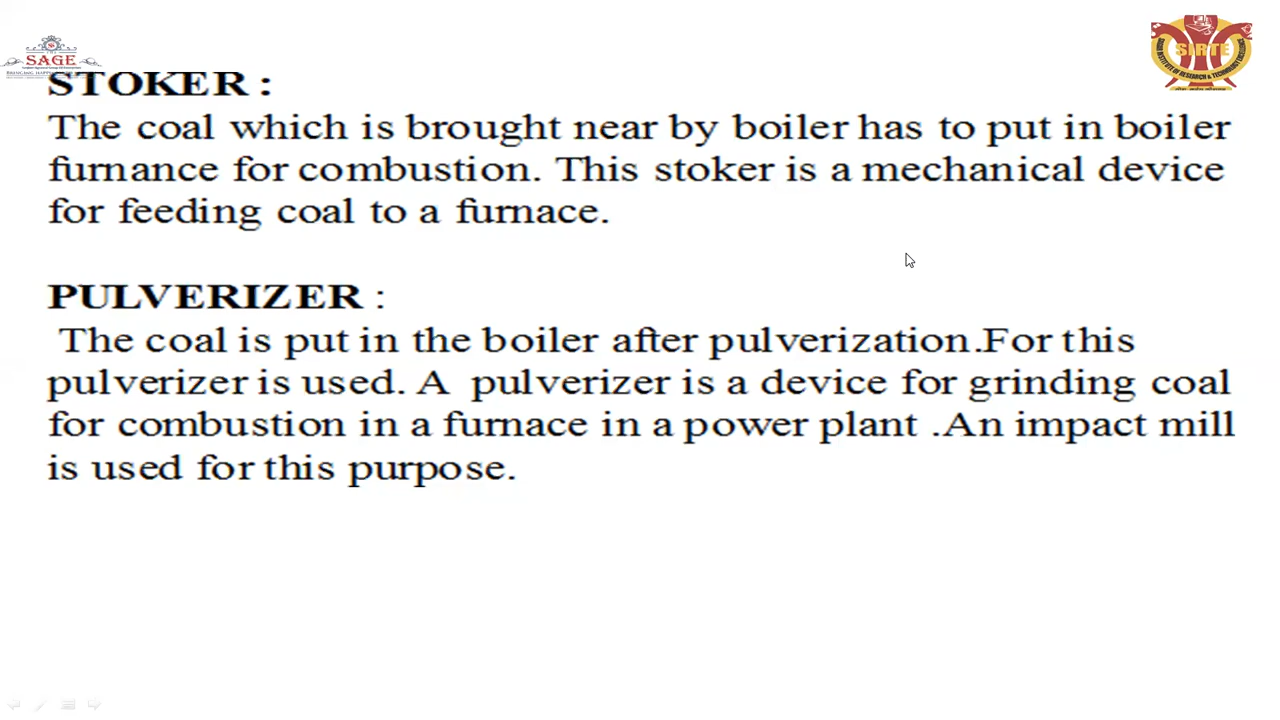 SAGE
SIRTE
STOKER :
The coal which is brought near by boiler has to put in boiler
furnance for combustion. This stoker is a mechanical device
for feeding coal to a furnace.
PULVERIZER :
The coal is put in the boiler after pulverization.For this
pulverizer is used. A pulverizer is a device for grinding coal
for combustion in a furnace in a power plant .An impact mill
is used for this purpose.